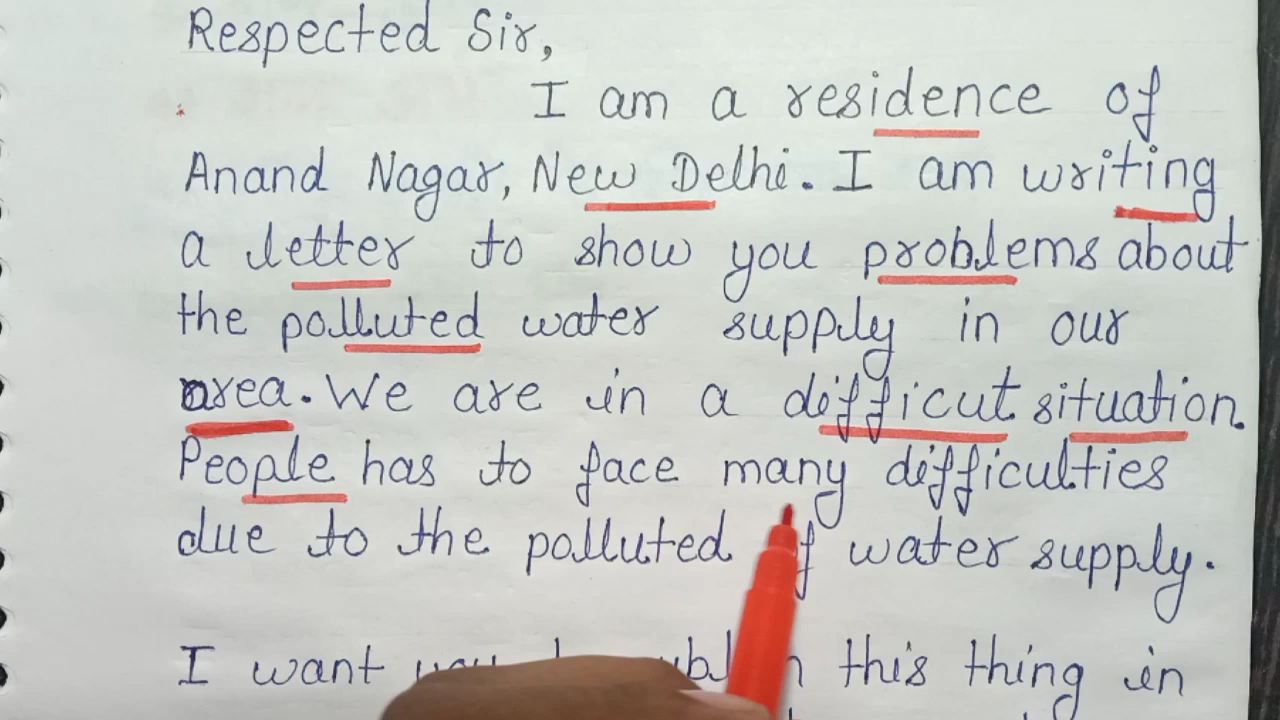 Respected Sir,
I am a residence of
Anand Nagar, New Delhi. I am writing
a letter to show you problems about
the polluted water supply in our
area. We are in a difficut situation.
People has to face many difficulties
due to the polluted of water supply.
I want this thing in